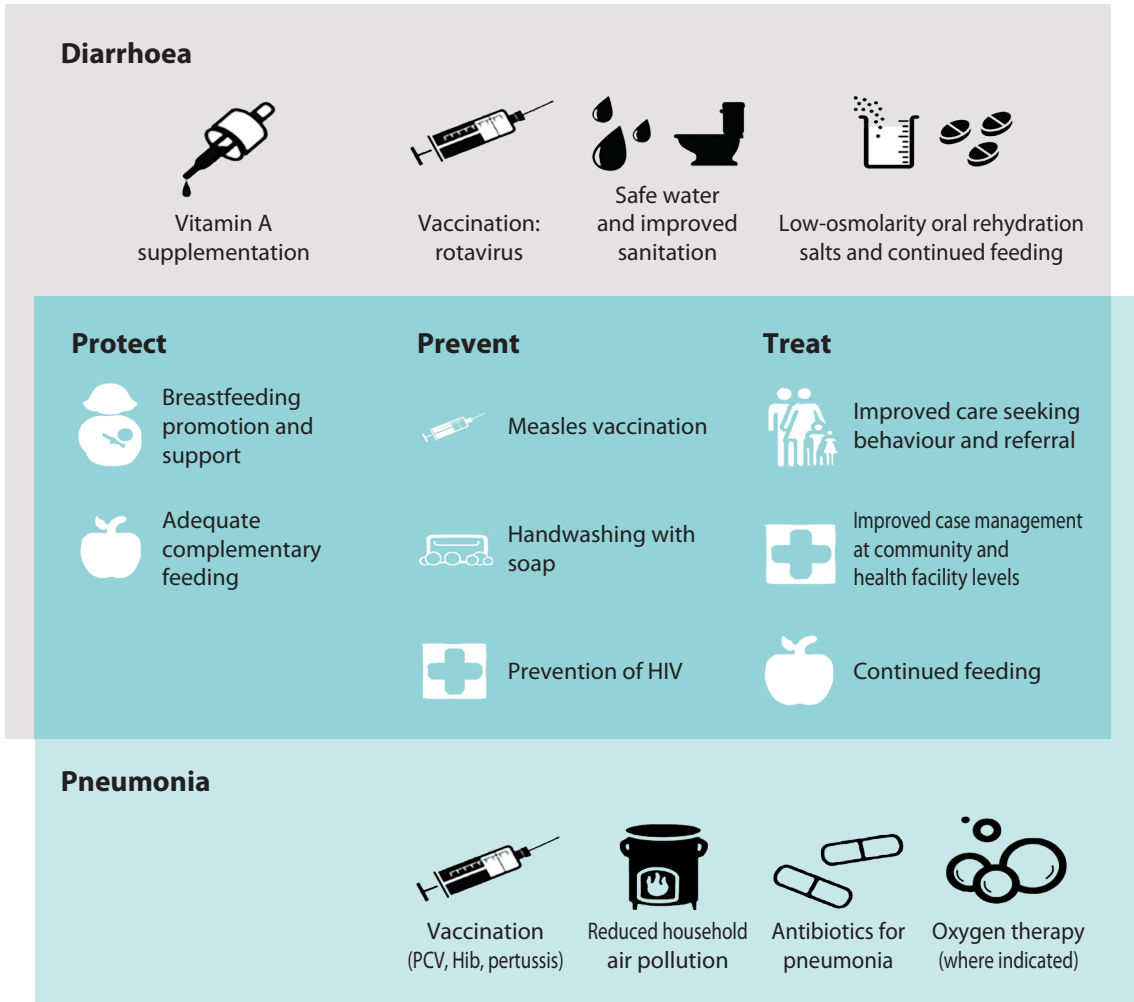 Diarrhoea
Vitamin A
supplementation
Vaccination:
rotavirus
Safe water
and improved
sanitation
Low-osmolarity oral rehydration
salts and continued feeding
Protect
Breastfeeding
promotion and
support
Adequate
complementary
feeding
Prevent
Measles vaccination
Handwashing with
soap
Prevention of HIV
Treat
Improved care seeking
behaviour and referral
Improved case management
at community and
health facility levels
Continued feeding
Pneumonia
Vaccination
(PCV, Hib, pertussis)
Reduced household
air pollution
Antibiotics for
pneumonia
Oxygen therapy
(where indicated)